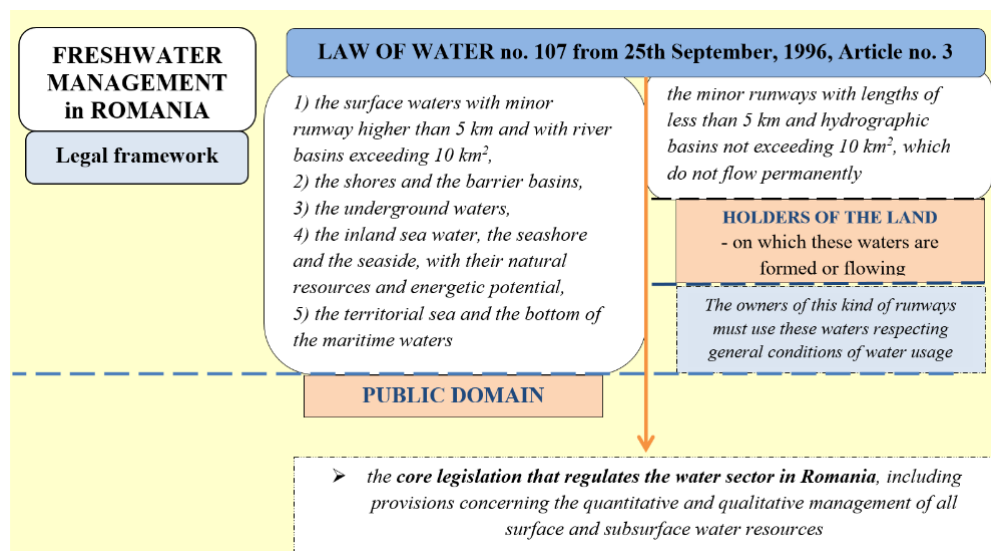 FRESHWATER
MANAGEMENT
in ROMANIA
Legal framework
LAW OF WATER no. 107 from 25th September, 1996, Article no. 3
1) the surface waters with minor
runway higher than 5 km and with river
basins exceeding 10 km²,
2) the shores and the barrier basins,
3) the underground waters,
4) the inland sea water, the seashore
and the seaside, with their natural
resources and energetic potential,
5) the territorial sea and the bottom of
the maritime waters
PUBLIC DOMAIN
the minor runways with lengths of
less than 5 km and hydrographic
basins not exceeding 10 km², which
do not flow permanently
HOLDERS OF THE LAND
- on which these waters are
formed or flowing
The owners of this kind of runways
must use these waters respecting
general conditions of water usage
➢ the core legislation that regulates the water sector in Romania, including
provisions concerning the quantitative and qualitative management of all
surface and subsurface water resources